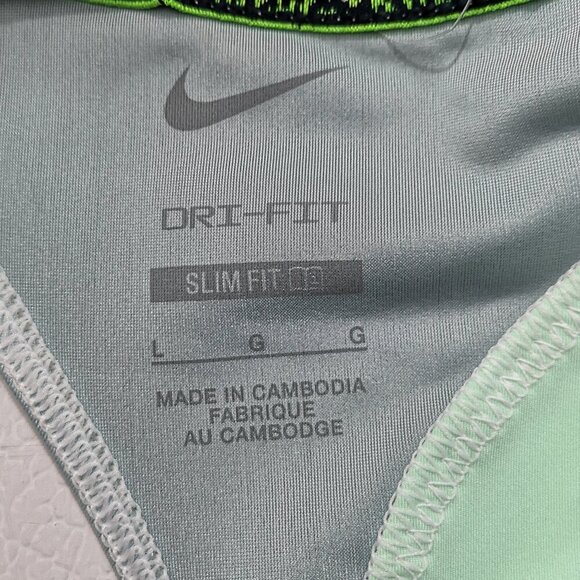 DRI-FIT
SLIM FIT
L G G
MADE IN CAMBODIA
FABRIQUE
AU CAMBODGE